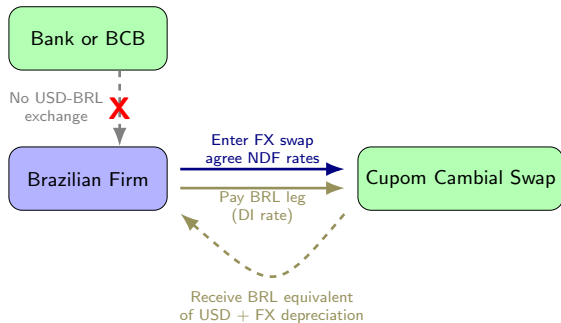 Bank or BCB
No USD-BRL
exchange
X
Enter FX swap
agree NDF rates
Brazilian Firm
Cupom Cambial Swap
Pay BRL leg
(DI rate)
Receive BRL equivalent
of USD + FX depreciation